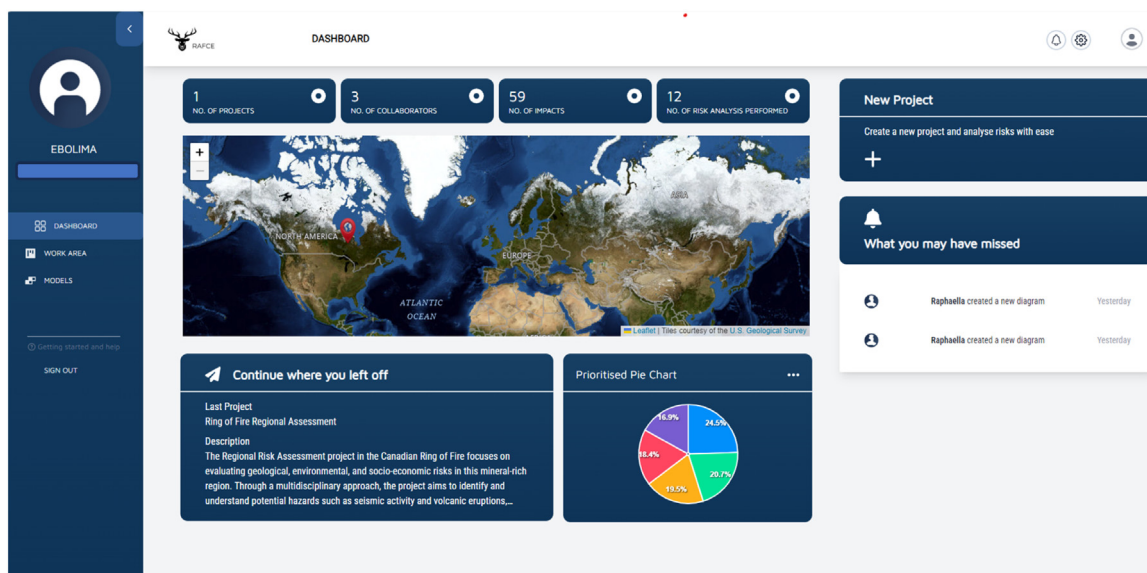 RAFCE
DASHBOARD
EBOLIMA
DASHBOARD
WORK AREA
MODELS
Getting started and help
SIGN OUT
1
NO. OF PROJECTS
3
NO. OF COLLABORATORS
59
NO. OF IMPACTS
12
NO. OF RISK ANALYSIS PERFORMED
+
−
NORTH AMERICA
EUROPE
ASIA
ATLANTIC
OCEAN
Leaflet | Tiles courtesy of the U.S. Geological Survey
Continue where you left off
Last Project
Ring of Fire Regional Assessment
Description
The Regional Risk Assessment project in the Canadian Ring of Fire focuses on
evaluating geological, environmental, and socio-economic risks in this mineral-rich
region. Through a multidisciplinary approach, the project aims to identify and
understand potential hazards such as seismic activity and volcanic eruptions,...
Prioritised Pie Chart
16.9%
24.5%
18.4%
20.7%
19.5%
New Project
Create a new project and analyse risks with ease
What you may have missed
Raphaella created a new diagram Yesterday
Raphaella created a new diagram Yesterday